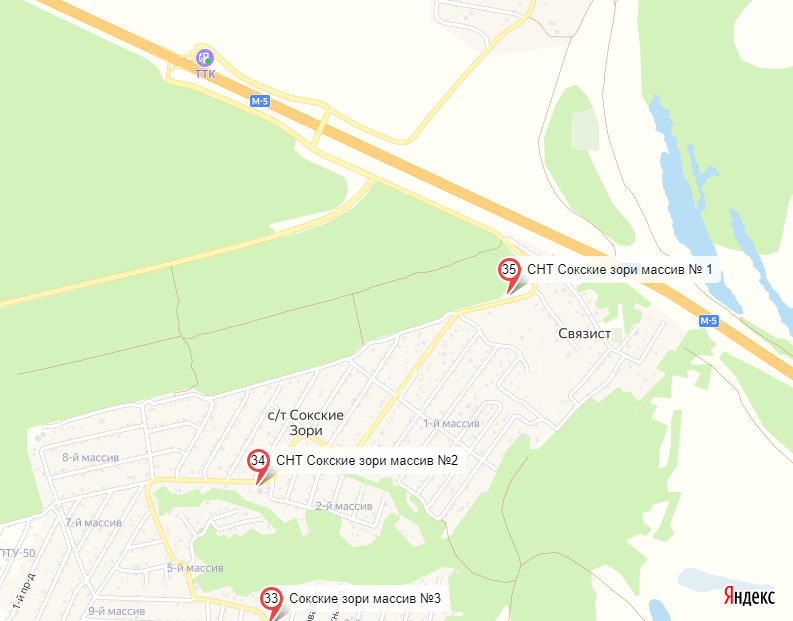 ТТК
М-5
35 СНТ Сокские зори массив № 1
М-5
Связист
с/т Сокские
Зори
1-й массив
8-й массив
34 СНТ Сокские зори массив №2
2-й массив
7-й массив
ПТУ-50
5-й массив
1-й пр-д
9-й массив
33 Сокские зори массив №3
Яндекс